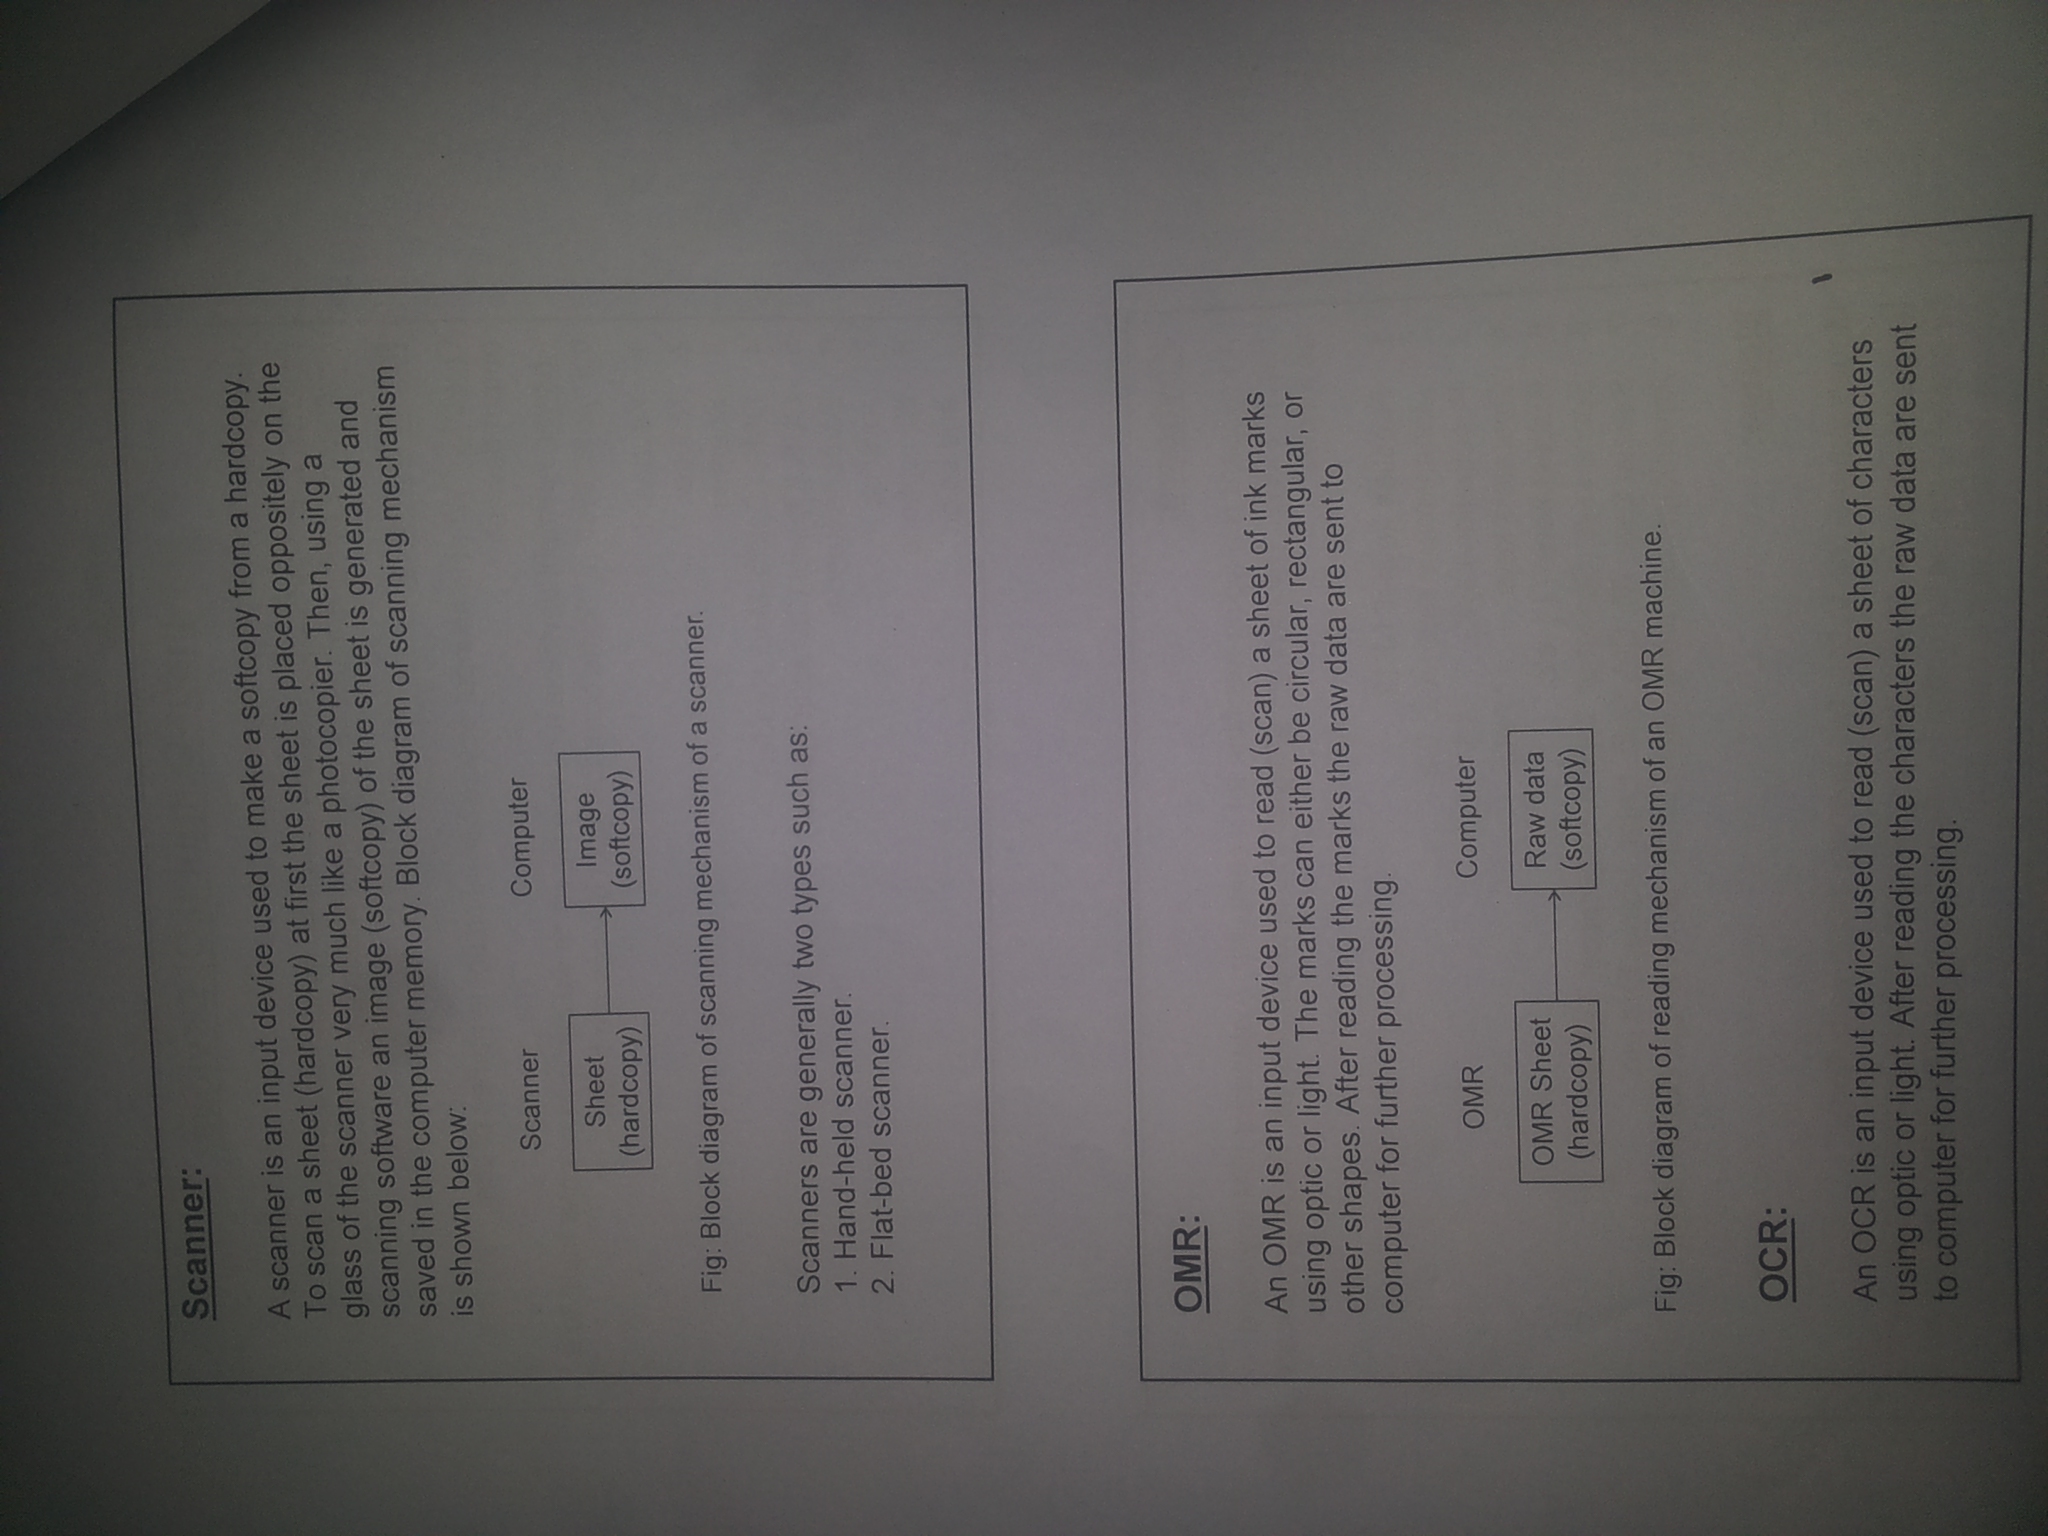 Scanner:
A scanner is an input device used to make a softcopy from a hardcopy.
To scan a sheet (hardcopy) at first the sheet is placed oppositely on the
glass of the scanner very much like a photocopier. Then, using a
scanning software an image (softcopy) of the sheet is generated and
saved in the computer memory. Block diagram of scanning mechanism
is shown below:
Scanner Computer
Sheet Image
(hardcopy) (softcopy)
Fig: Block diagram of scanning mechanism of a scanner.
Scanners are generally two types such as:
1. Hand-held scanner.
2. Flat-bed scanner.
OMR:
An OMR is an input device used to read (scan) a sheet of ink marks
using optic or light. The marks can either be circular, rectangular, or
other shapes. After reading the marks the raw data are sent to
computer for further processing.
OMR Computer
OMR Sheet Raw data
(hardcopy) (softcopy)
Fig: Block diagram of reading mechanism of an OMR machine.
OCR:
An OCR is an input device used to read (scan) a sheet of characters
using optic or light. After reading the characters the raw data are sent
to computer for further processing.